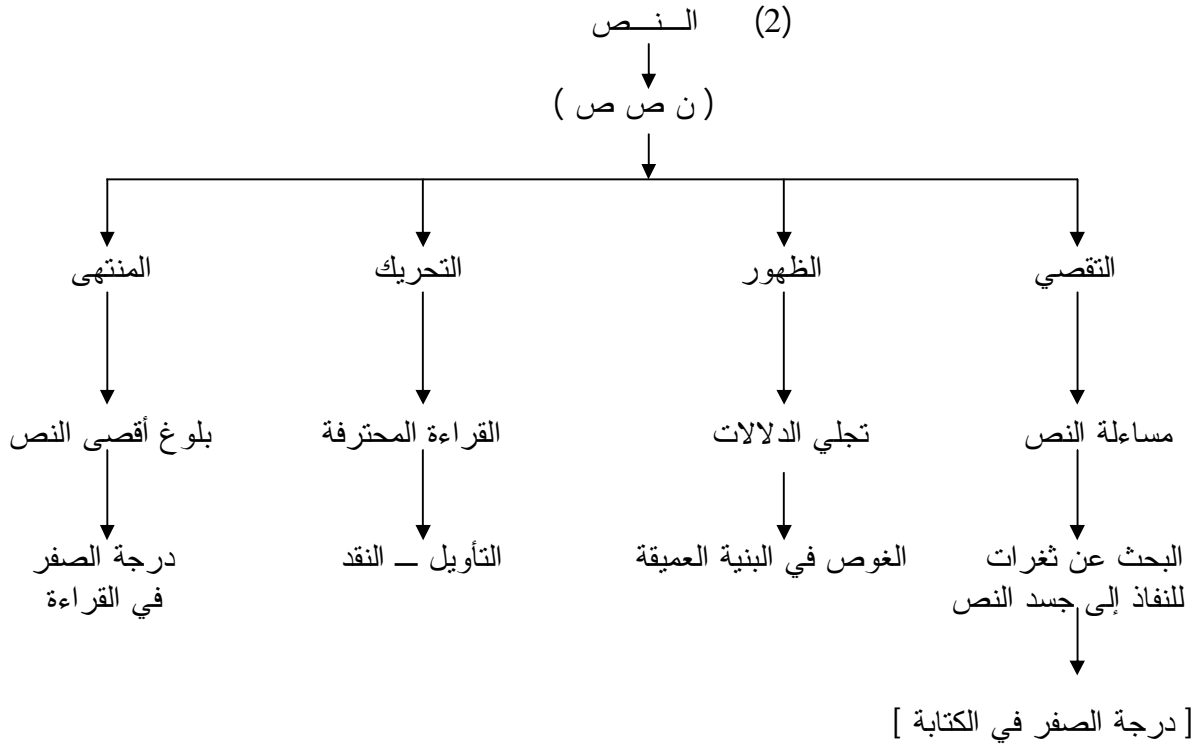 (2) الـــنـــص
( ن ص ص )
التقصي الظهور التحريك المنتهى
مساءلة النص تجلي الدلالات القراءة المحترفة بلوغ أقصى النص
البحث عن ثغرات الغوص في البنية العميقة التأويل ــ النقد درجة الصفر
للنفاذ إلى جسد النص في القراءة
[ درجة الصفر في الكتابة ]